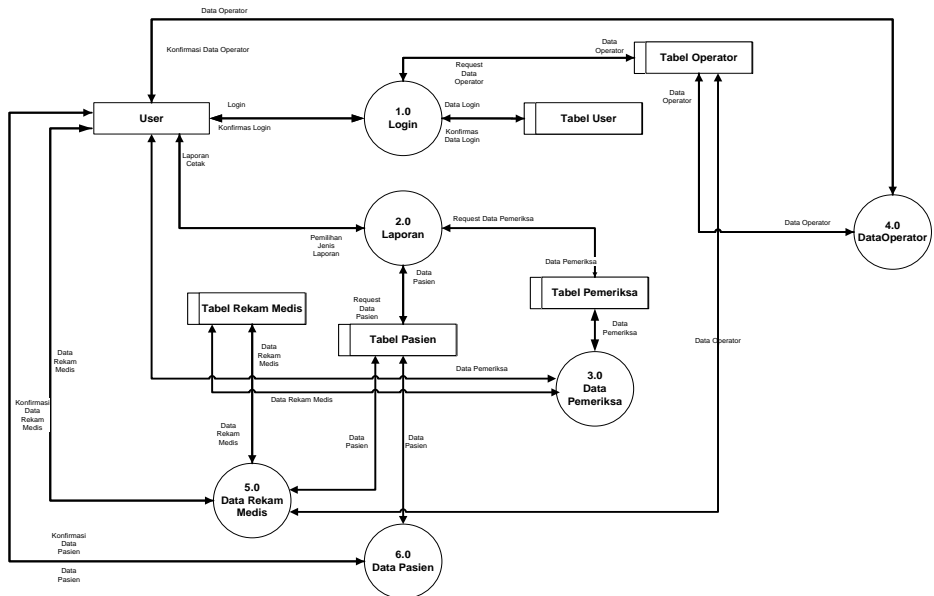 Data Operator
Konfirmasi Data Operator
Data
Operator
Tabel Operator
Request
Data
Operator
Data
Operator
User
Login
Konfirmas Login
1.0
Login
Data Login
Konfirmas
Data Login
Tabel User
Laporan
Cetak
2.0
Laporan
Pemilihan
Jenis
Laporan
Request Data Pemeriksa
Data Operator
4.0
DataOperator
Data Pemeriksa
Data
Pasien
Tabel Pemeriksa
Tabel Rekam Medis
Request
Data
Pasien
Tabel Pasien
Data
Pemeriksa
Data Operator
Data
Rekam
Medis
Data
Rekam
Medis
Data Pemeriksa
3.0
Data
Pemeriksa
Data Rekam Medis
Konfirmasi
Data
Rekam
Medis
Data
Rekam
Medis
Data
Pasien
Data
Pasien
5.0
Data Rekam
Medis
Konfirmasi
Data
Pasien
Data
Pasien
6.0
Data Pasien